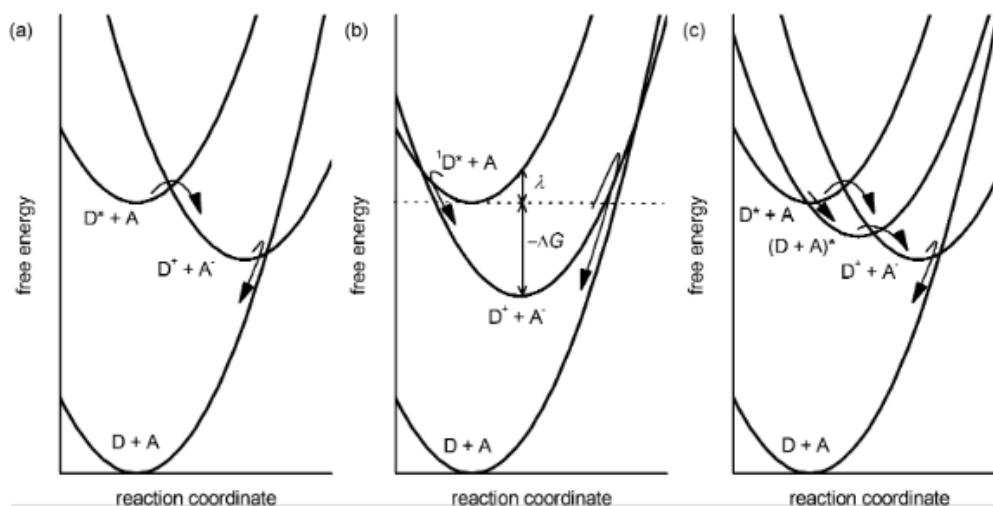 (a)
free energy
D* + A
D⁺ + A⁻
D + A
reaction coordinate
(b)
free energy
¹D* + A
λ
−ΔG
D⁺ + A⁻
D + A
reaction coordinate
(c)
free energy
D* + A
(D + A)*
D⁺ + A⁻
D + A
reaction coordinate